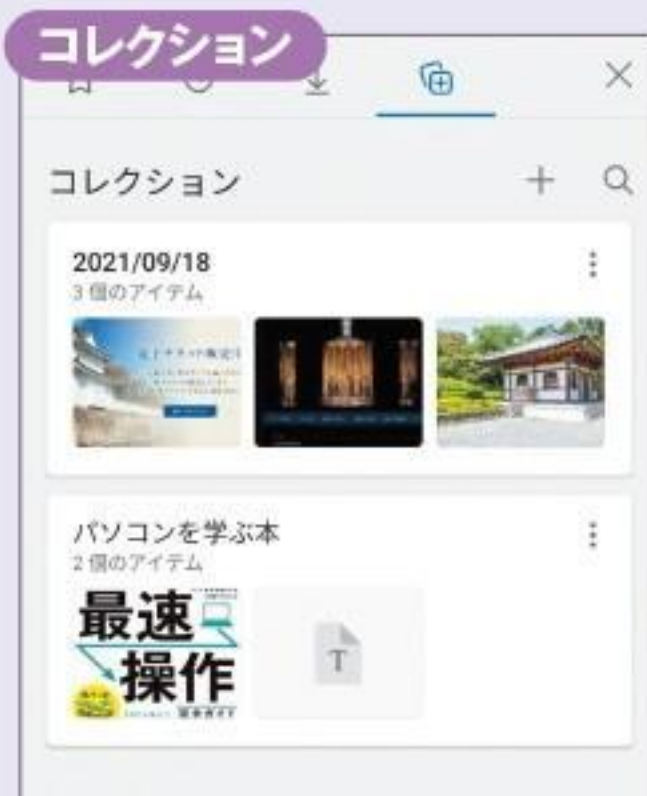 コレクション
コレクション
2021/09/18
3 個のアイテム
パソコンを学ぶ本
2 個のアイテム
最速
操作
T